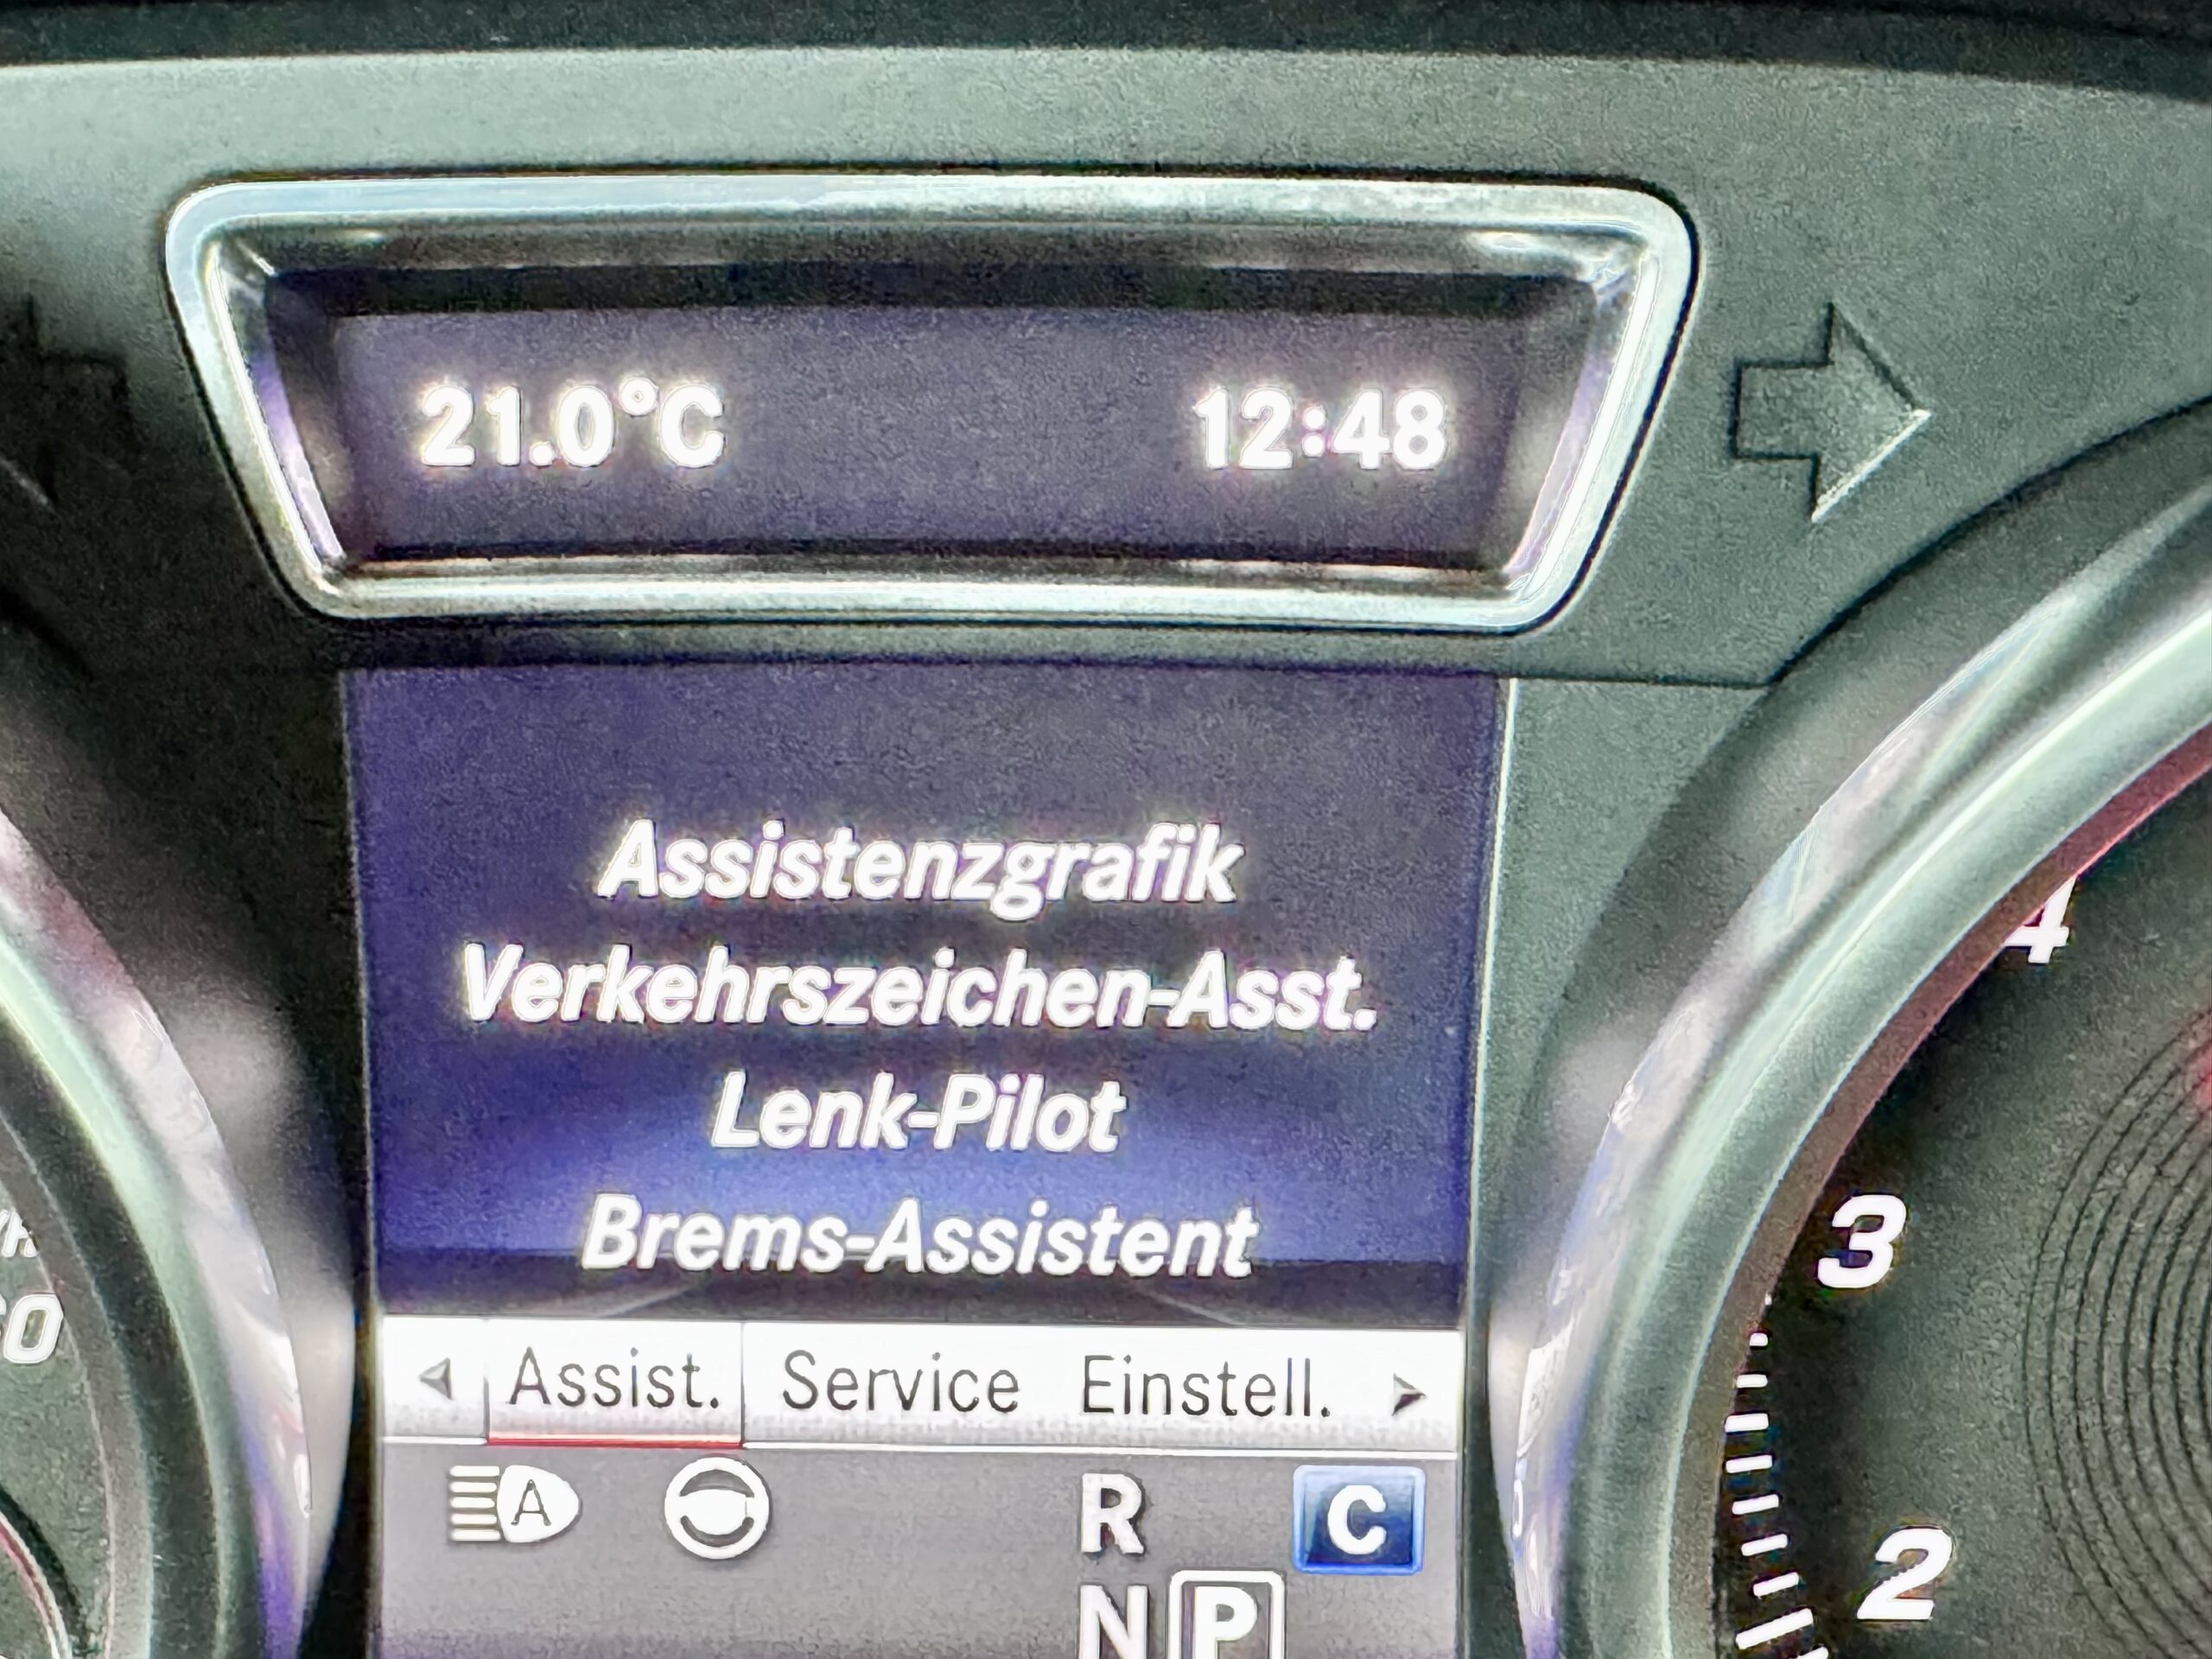 21.0°C 12:48
Assistenzgrafik
Verkehrszeichen-Asst.
Lenk-Pilot
Brems-Assistent
Assist. Service Einstell.
A R C
N P
4
3
2